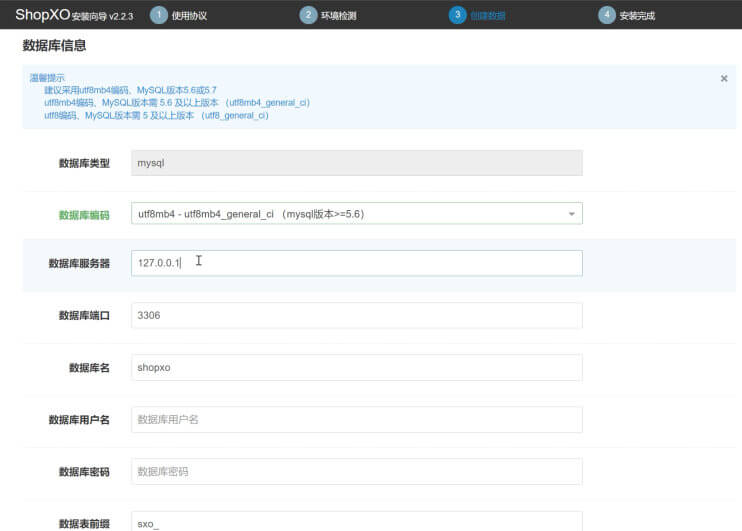 ShopXO安装向导 v2.2.3 1 使用协议 2 环境检测 3 创建数据 4 安装完成
数据库信息
温馨提示
建议采用utf8mb4编码、MySQL版本5.6或5.7
utf8mb4编码、MySQL版本需 5.6 及以上版本 （utf8mb4_general_ci）
utf8编码、MySQL版本需 5 及以上版本 （utf8_general_ci）
数据库类型 mysql
数据库编码 utf8mb4 - utf8mb4_general_ci （mysql版本>=5.6）
数据库服务器 127.0.0.1
数据库端口 3306
数据库名 shopxo
数据库用户名 数据库用户名
数据库密码 数据库密码
数据表前缀 sxo_